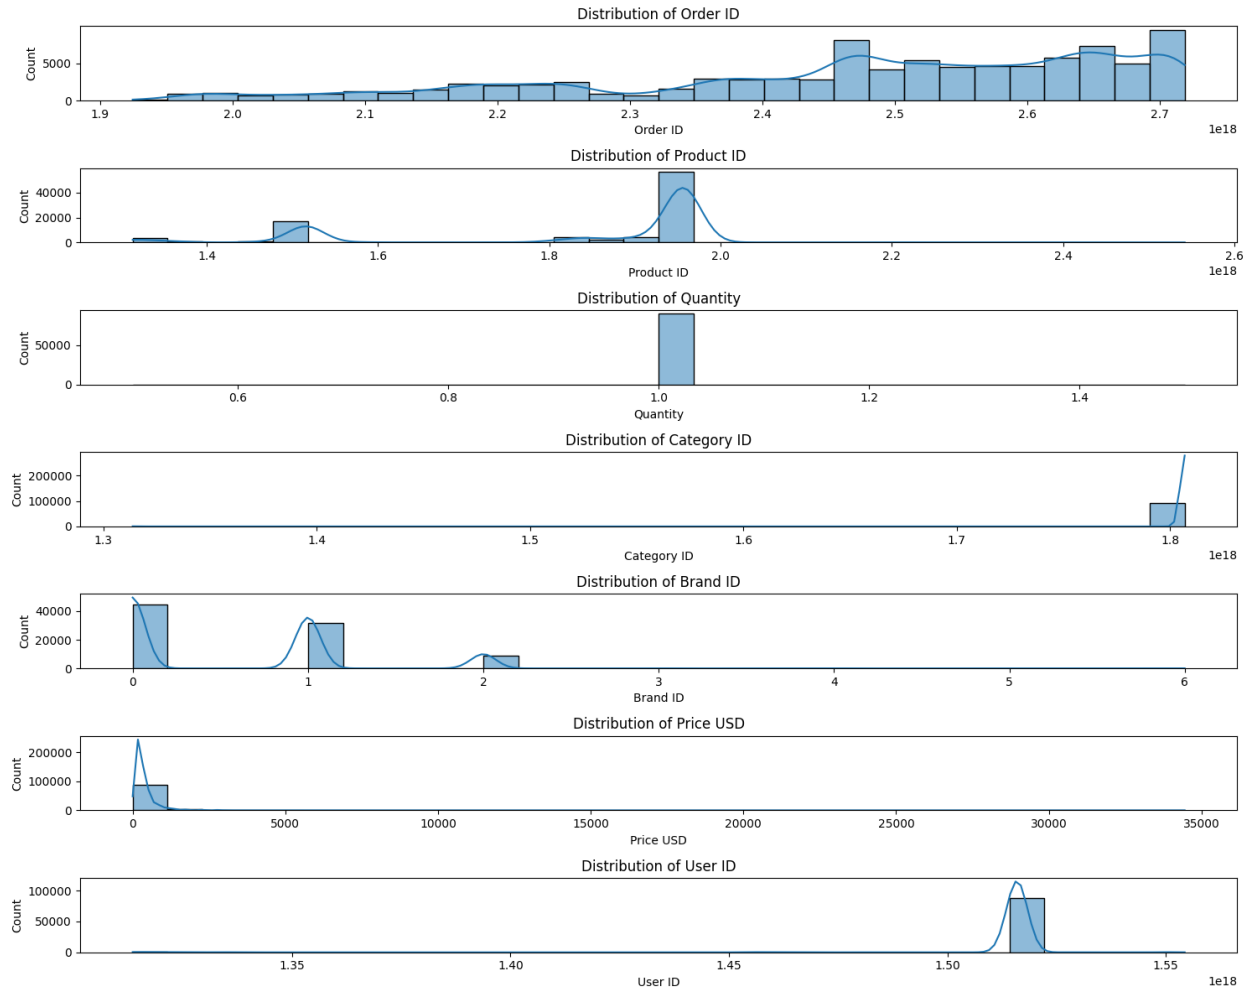 Distribution of Order ID
Count
5000
0
1.9 2.0 2.1 2.2 2.3 2.4 2.5 2.6 2.7
1e18
Order ID
Distribution of Product ID
Count
40000
20000
0
1.4 1.6 1.8 2.0 2.2 2.4 2.6
1e18
Product ID
Distribution of Quantity
Count
50000
0
0.6 0.8 1.0 1.2 1.4
Quantity
Distribution of Category ID
Count
200000
100000
0
1.3 1.4 1.5 1.6 1.7 1.8
1e18
Category ID
Distribution of Brand ID
Count
40000
20000
0
0 1 2 3 4 5 6
Brand ID
Distribution of Price USD
Count
200000
100000
0
0 5000 10000 15000 20000 25000 30000 35000
Price USD
Distribution of User ID
Count
100000
50000
0
1.35 1.40 1.45 1.50 1.55
1e18
User ID